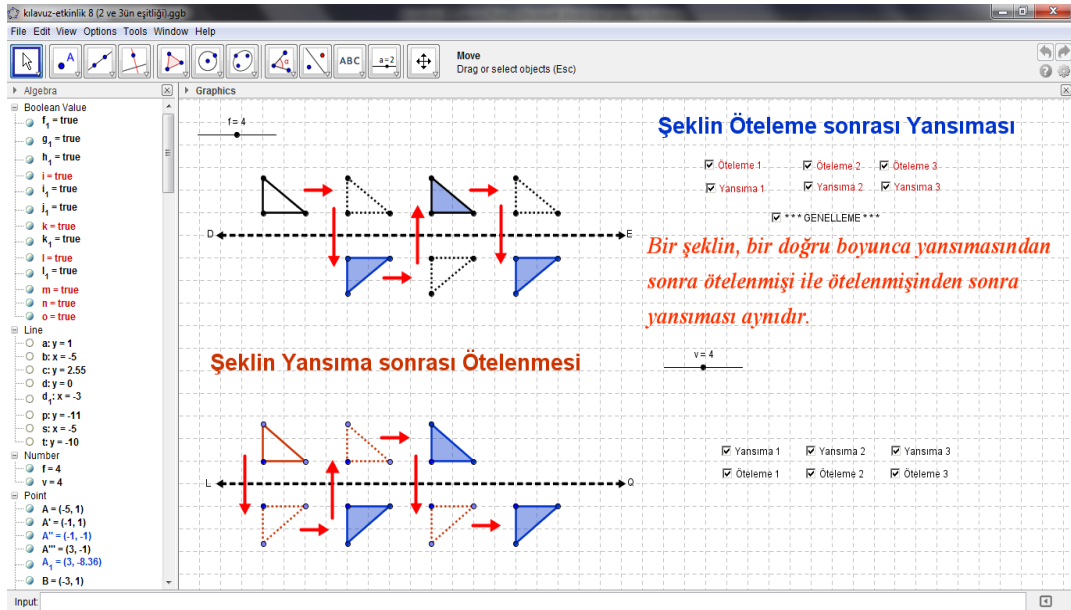 kılavuz-etkinlik 8 (2 ve 3ün eşitliği).ggb
File Edit View Options Tools Window Help
A
α
ABC
a=2
Move
Drag or select objects (Esc)
Algebra
Graphics
Boolean Value
f1 = true
g1 = true
h1 = true
i = true
i1 = true
j1 = true
k = true
k1 = true
l = true
l1 = true
m = true
n = true
o = true
Line
a: y = 1
b: x = -5
c: y = 2.55
d: y = 0
d1: x = -3
p: y = -11
s: x = -5
t: y = -10
Number
f = 4
v = 4
Point
A = (-5, 1)
A' = (-1, 1)
A'' = (-1, -1)
A''' = (3, -1)
A1 = (3, -8.36)
B = (-3, 1)
f = 4
Şeklin Öteleme sonrası Yansıması
Öteleme 1 Öteleme 2 Öteleme 3
Yansıma 1 Yansıma 2 Yansıma 3
*** GENELLEME ***
D E
Bir şeklin, bir doğru boyunca yansımasından
sonra ötelenmişi ile ötelenmişinden sonra
yansıması aynıdır.
Şeklin Yansıma sonrası Ötelenmesi
v = 4
Yansıma 1 Yansıma 2 Yansıma 3
Öteleme 1 Öteleme 2 Öteleme 3
L Q
Input: